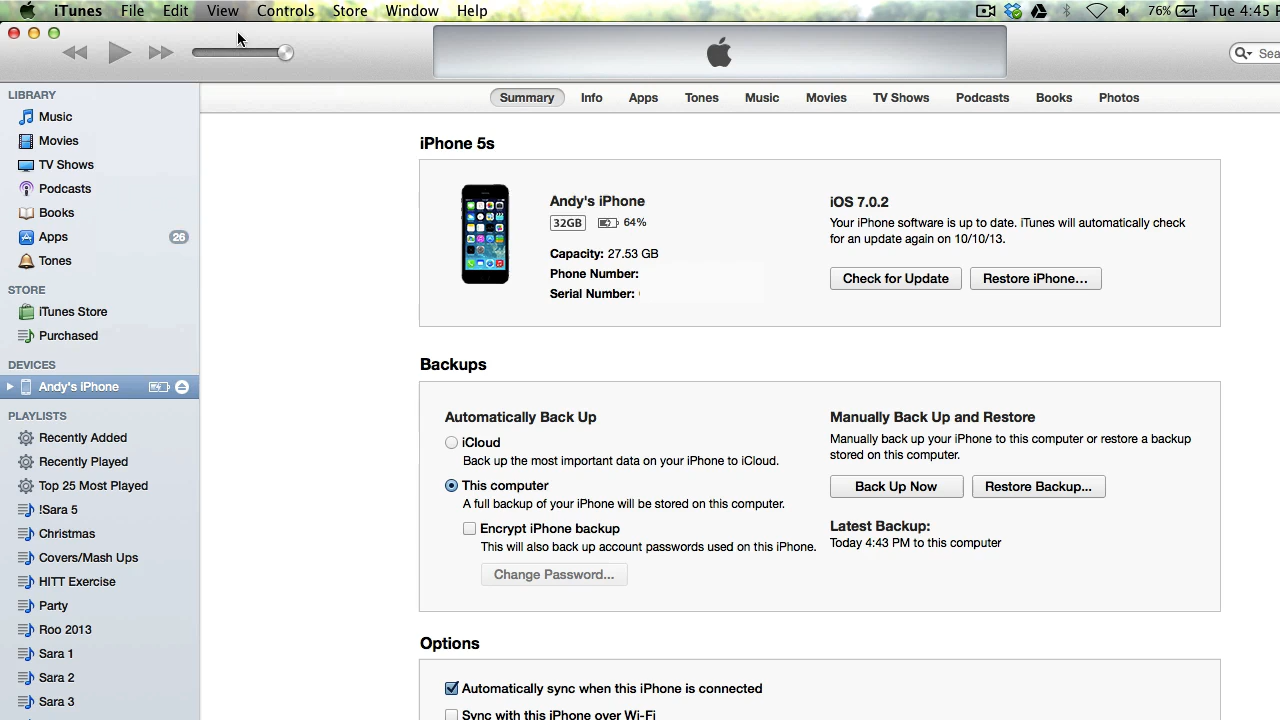 iTunes File Edit View Controls Store Window Help 76% Tue 4:45
Sea
LIBRARY
Music
Movies
TV Shows
Podcasts
Books
Apps 26
Tones
STORE
iTunes Store
Purchased
DEVICES
Andy's iPhone
PLAYLISTS
Recently Added
Recently Played
Top 25 Most Played
!Sara 5
Christmas
Covers/Mash Ups
HITT Exercise
Party
Roo 2013
Sara 1
Sara 2
Sara 3
Summary Info Apps Tones Music Movies TV Shows Podcasts Books Photos
iPhone 5s
Andy's iPhone
32GB 64%
Capacity: 27.53 GB
Phone Number:
Serial Number:
iOS 7.0.2
Your iPhone software is up to date. iTunes will automatically check
for an update again on 10/10/13.
Check for Update Restore iPhone...
Backups
Automatically Back Up
iCloud
Back up the most important data on your iPhone to iCloud.
This computer
A full backup of your iPhone will be stored on this computer.
Encrypt iPhone backup
This will also back up account passwords used on this iPhone.
Change Password...
Manually Back Up and Restore
Manually back up your iPhone to this computer or restore a backup
stored on this computer.
Back Up Now Restore Backup...
Latest Backup:
Today 4:43 PM to this computer
Options
Automatically sync when this iPhone is connected
Sync with this iPhone over Wi-Fi